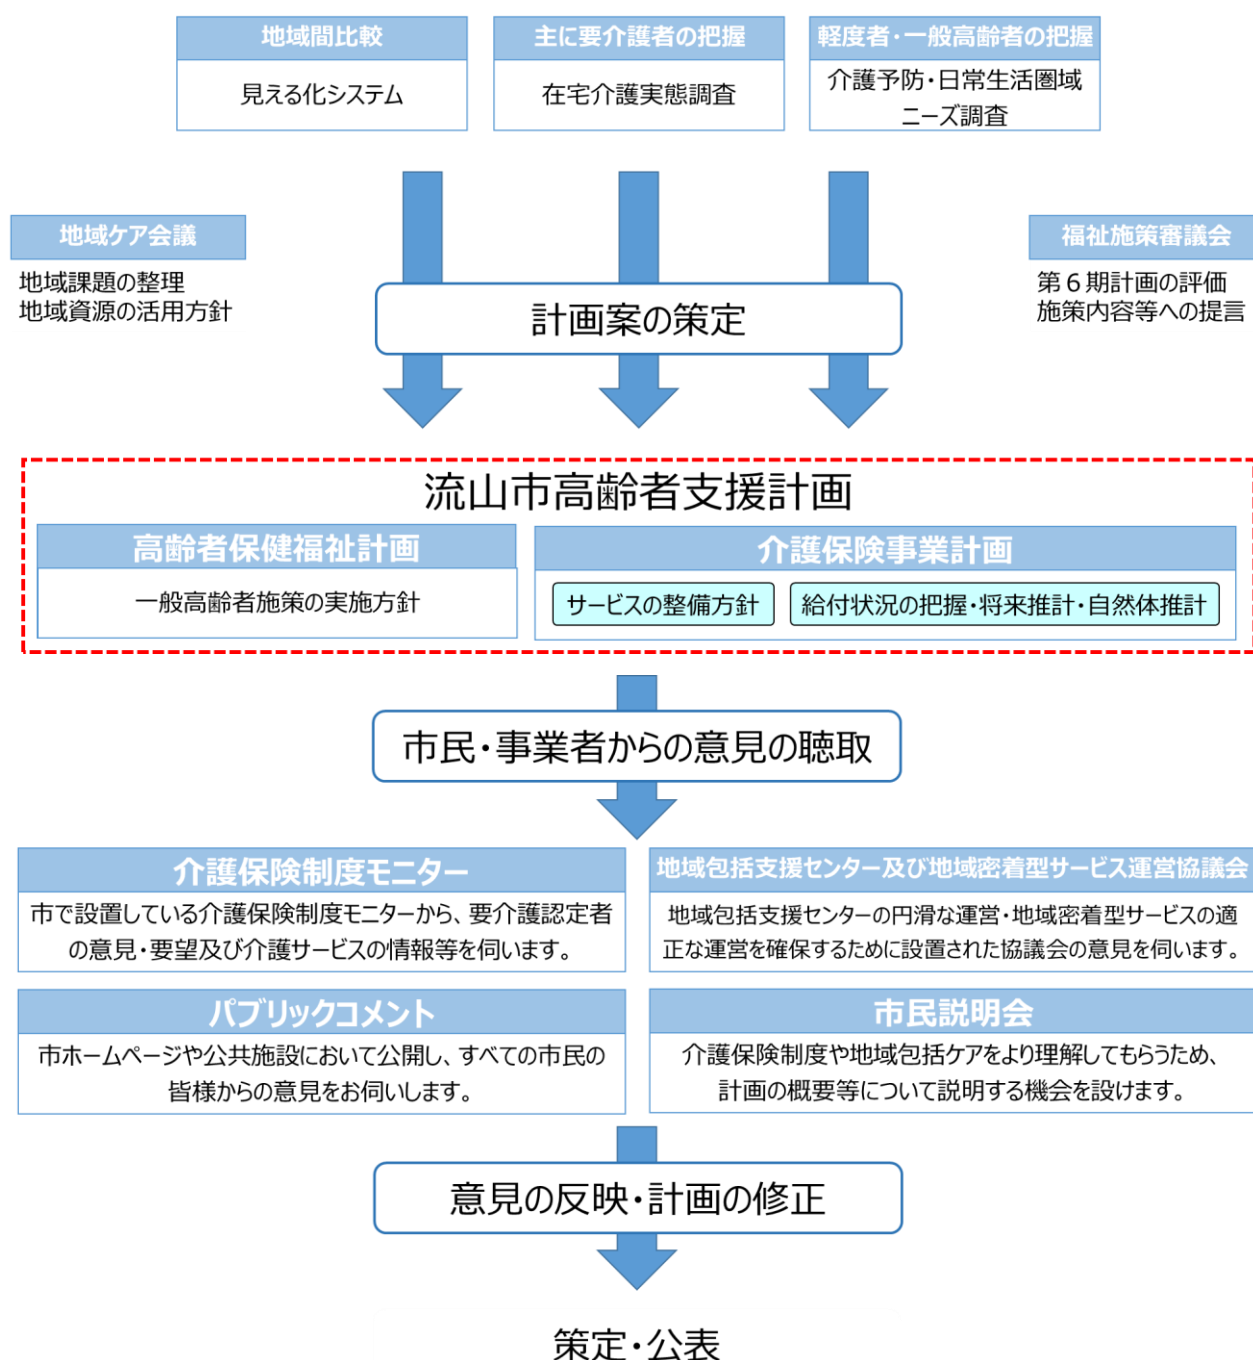 地域間比較
見える化システム
主に要介護者の把握
在宅介護実態調査
軽度者・一般高齢者の把握
介護予防・日常生活圏域
ニーズ調査
地域ケア会議
地域課題の整理
地域資源の活用方針
福祉施策審議会
第６期計画の評価
施策内容等への提言
計画案の策定
流山市高齢者支援計画
高齢者保健福祉計画
一般高齢者施策の実施方針
介護保険事業計画
サービスの整備方針
給付状況の把握・将来推計・自然体推計
市民・事業者からの意見の聴取
介護保険制度モニター
市で設置している介護保険制度モニターから、要介護認定者
の意見・要望及び介護サービスの情報等を伺います。
地域包括支援センター及び地域密着型サービス運営協議会
地域包括支援センターの円滑な運営・地域密着型サービスの適
正な運営を確保するために設置された協議会の意見を伺います。
パブリックコメント
市ホームページや公共施設において公開し、すべての市民の
皆様からの意見をお伺いします。
市民説明会
介護保険制度や地域包括ケアをより理解してもらうため、
計画の概要等について説明する機会を設けます。
意見の反映・計画の修正
策定・公表